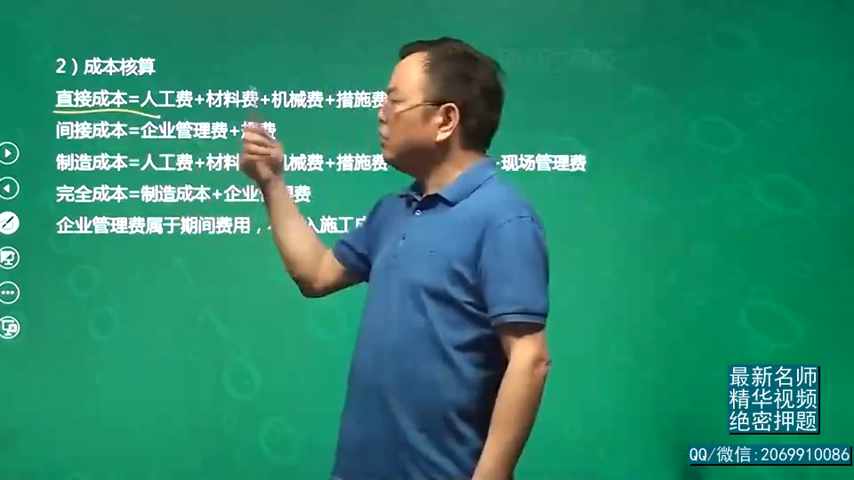 2）成本核算
直接成本=人工费+材料费+机械费+措施费
间接成本=企业管理费+规费
制造成本=人工费+材料 机械费+措施费 现场管理费
完全成本=制造成本+企业 管理费
企业管理费属于期间费用， 入施工
最新名师
精华视频
绝密押题
QQ/微信:2069910086